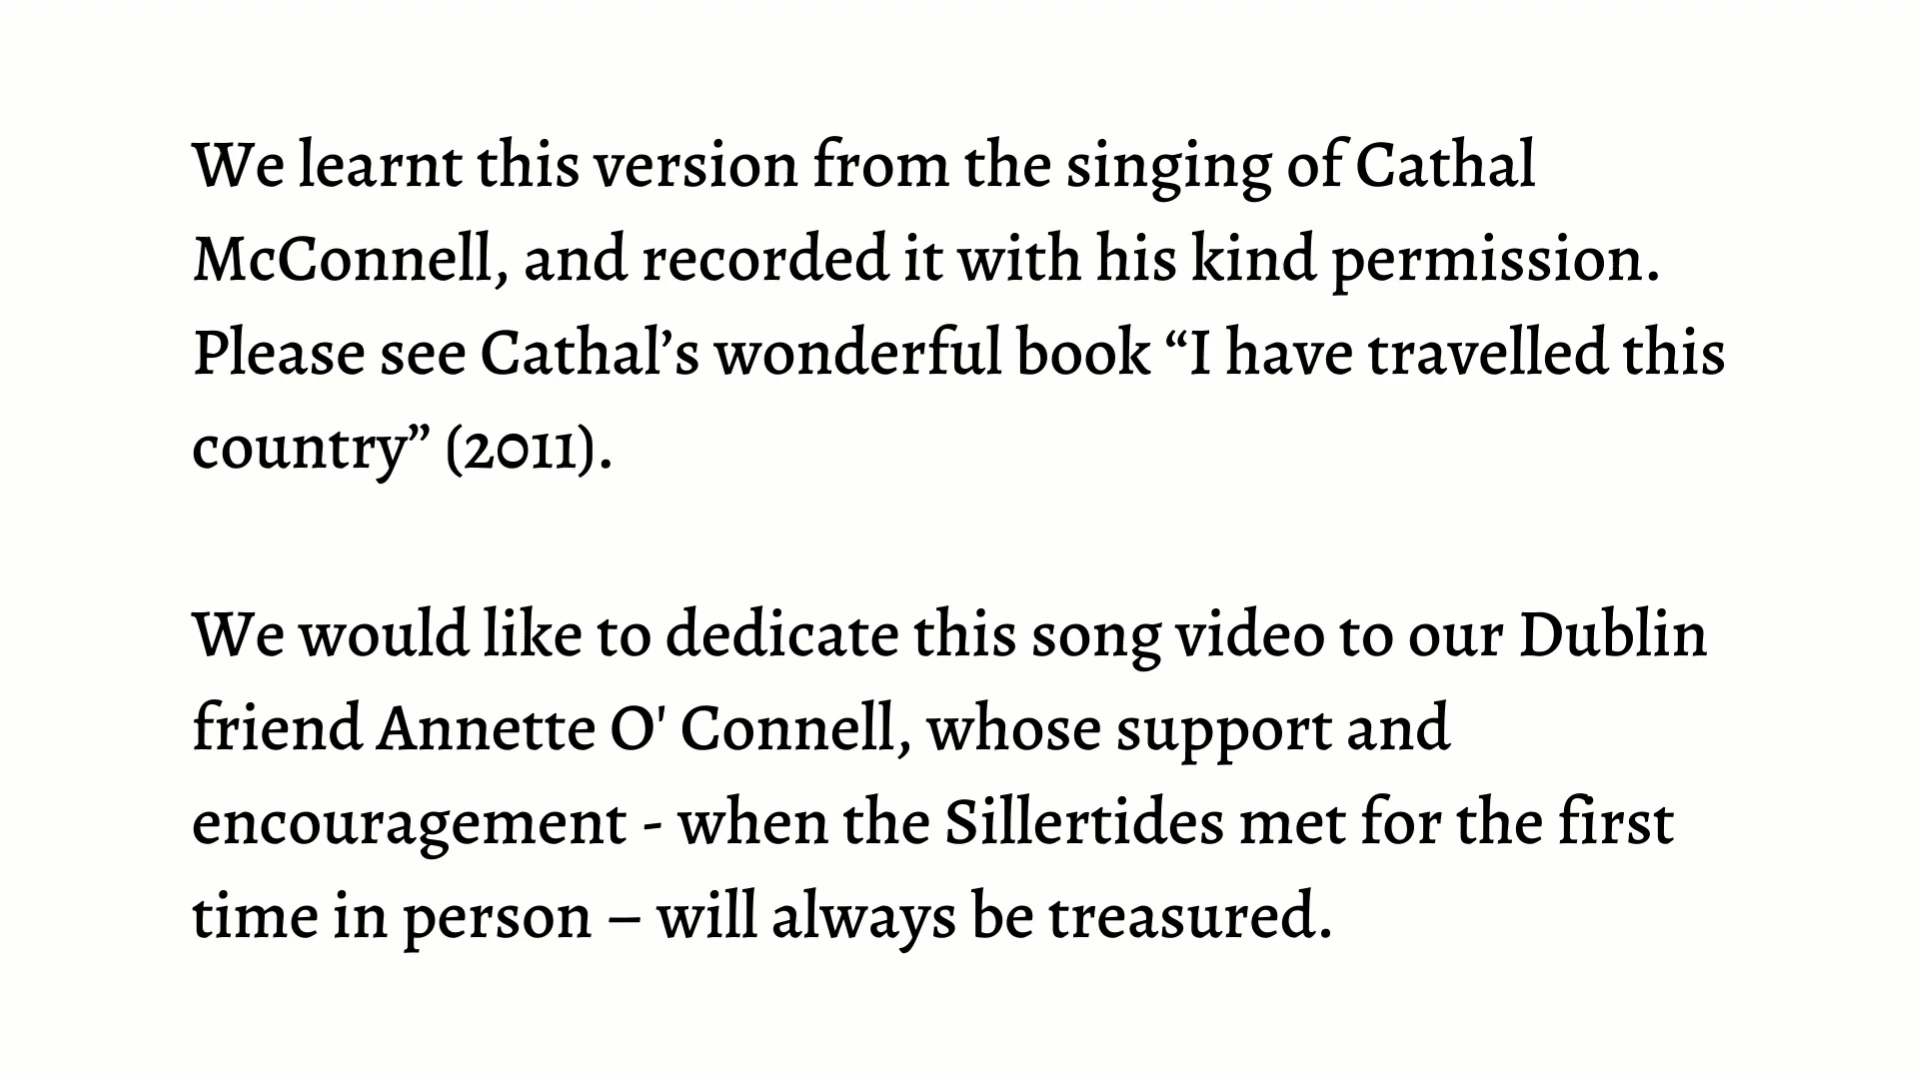 We learnt this version from the singing of Cathal
McConnell, and recorded it with his kind permission.
Please see Cathal’s wonderful book “I have travelled this
country” (2011).
We would like to dedicate this song video to our Dublin
friend Annette O' Connell, whose support and
encouragement - when the Sillertides met for the first
time in person – will always be treasured.